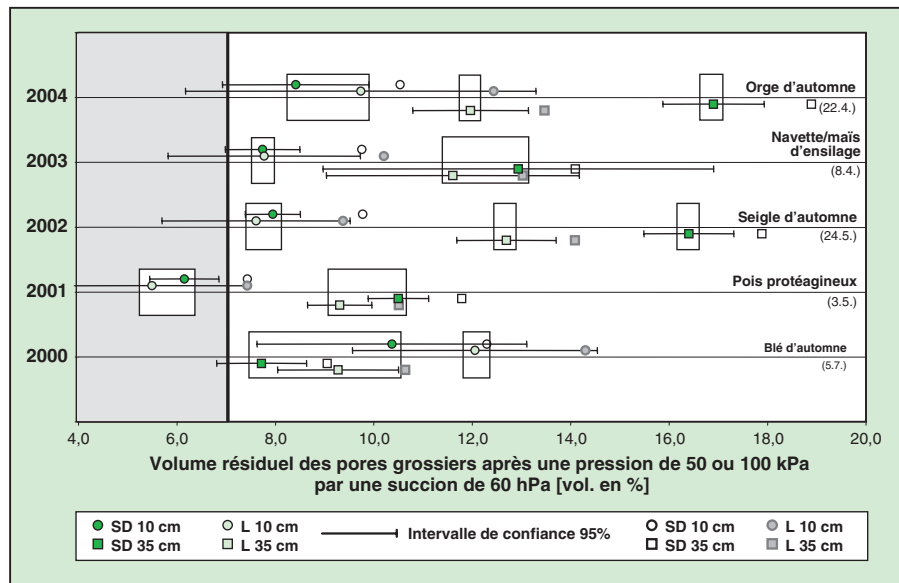 2004
Orge d'automne
(22.4.)
2003
Navette/maïs
d'ensilage
(8.4.)
2002
Seigle d'automne
(24.5.)
2001
Pois protéagineux
(3.5.)
2000
Blé d'automne
(5.7.)
4,0 6,0 8,0 10,0 12,0 14,0 16,0 18,0 20,0
Volume résiduel des pores grossiers après une pression de 50 ou 100 kPa
par une succion de 60 hPa [vol. en %]
SD 10 cm L 10 cm Intervalle de confiance 95% SD 10 cm L 10 cm
SD 35 cm L 35 cm SD 35 cm L 35 cm